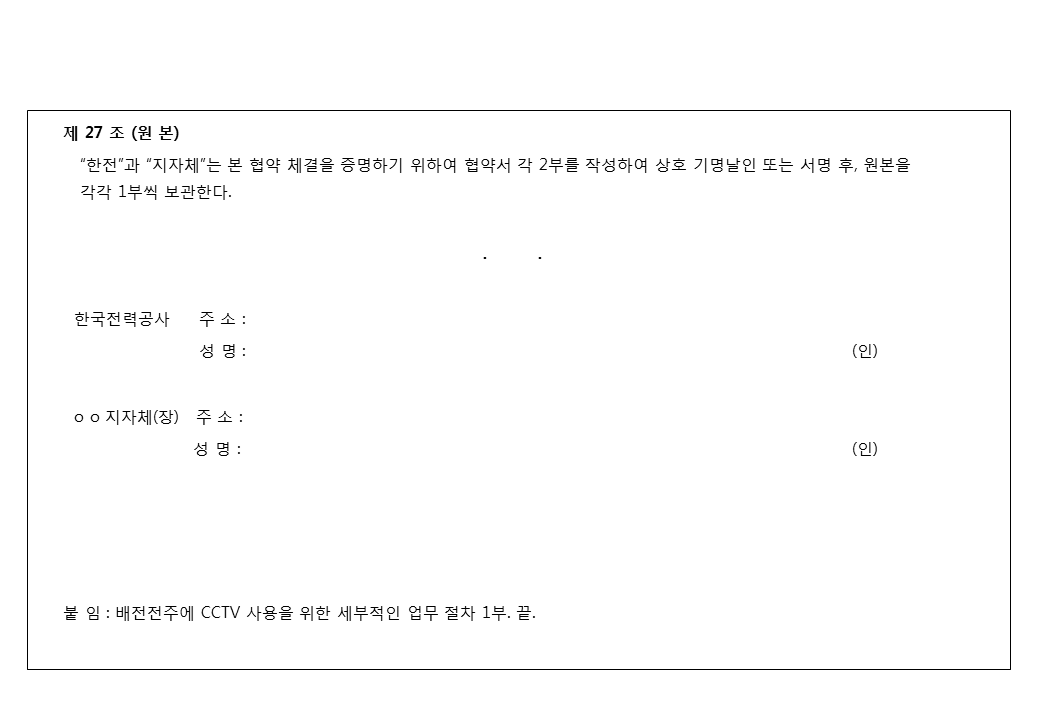 제 27 조 (원 본)
“한전”과 “지자체”는 본 협약 체결을 증명하기 위하여 협약서 각 2부를 작성하여 상호 기명날인 또는 서명 후, 원본을
각각 1부씩 보관한다.
. .
한국전력공사 주 소 :
성 명 : (인)
ㅇ ㅇ 지자체(장) 주 소 :
성 명 : (인)
붙 임 : 배전전주에 CCTV 사용을 위한 세부적인 업무 절차 1부. 끝.